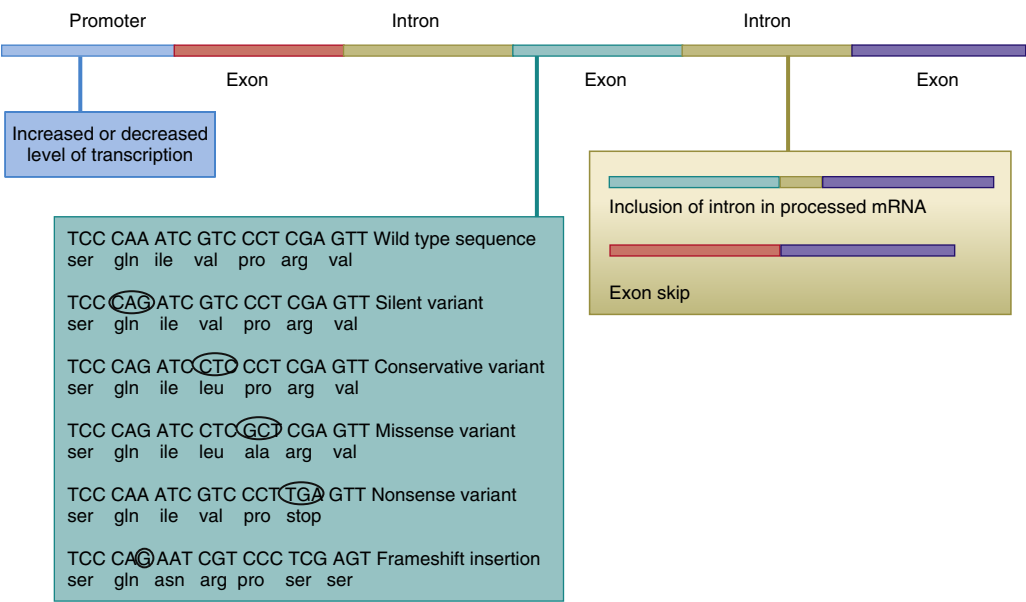 Promoter
Intron
Intron
Exon
Exon
Exon
Increased or decreased
level of transcription
Inclusion of intron in processed mRNA
Exon skip
TCC CAA ATC GTC CCT CGA GTT Wild type sequence
ser gln ile val pro arg val
TCC CAG ATC GTC CCT CGA GTT Silent variant
ser gln ile val pro arg val
TCC CAG ATC CTC CCT CGA GTT Conservative variant
ser gln ile leu pro arg val
TCC CAG ATC CTC GCT CGA GTT Missense variant
ser gln ile leu ala arg val
TCC CAA ATC GTC CCT TGA GTT Nonsense variant
ser gln ile val pro stop
TCC CAG AAT CGT CCC TCG AGT Frameshift insertion
ser gln asn arg pro ser ser